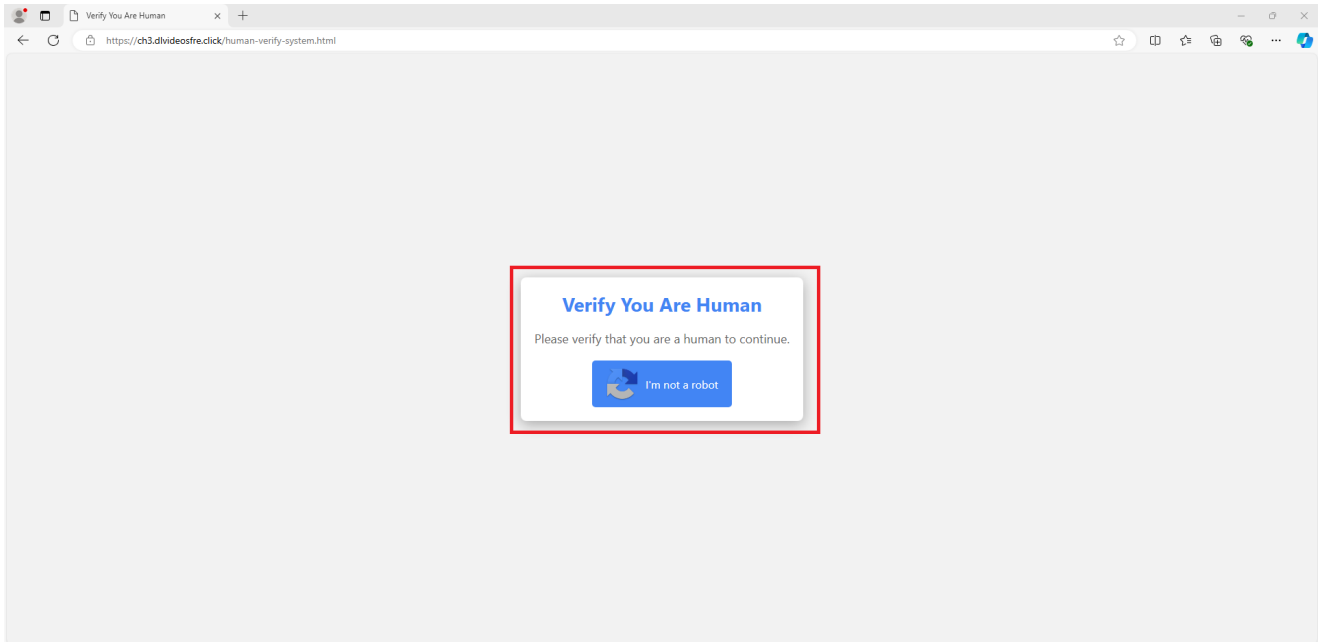 Verify You Are Human
https://ch3.dlvideosfre.click/human-verify-system.html
Verify You Are Human
Please verify that you are a human to continue.
I'm not a robot